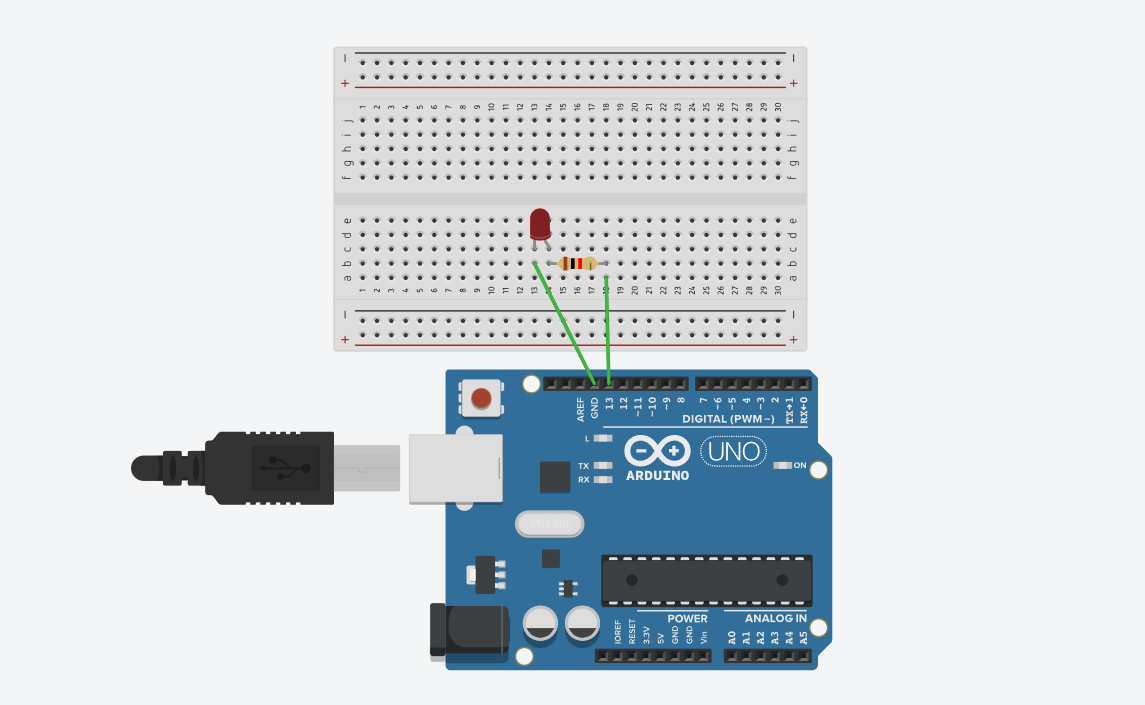 − −
+ +
1 2 3 4 5 6 7 8 9 10 11 12 13 14 15 16 17 18 19 20 21 22 23 24 25 26 27 28 29 30
j j
i i
h h
g g
f f
e e
d d
c c
b b
a a
1 2 3 4 5 6 7 8 9 10 11 12 13 14 15 16 17 18 19 20 21 22 23 24 25 26 27 28 29 30
− −
+ +
AREF GND 13 12 ~11 ~10 ~9 8 7 ~6 ~5 4 ~3 2 TX→1 RX←0
DIGITAL (PWM ~)
L
UNO
TX
ON
RX
ARDUINO
POWER ANALOG IN
IOREF RESET 3.3V 5V GND GND Vin A0 A1 A2 A3 A4 A5